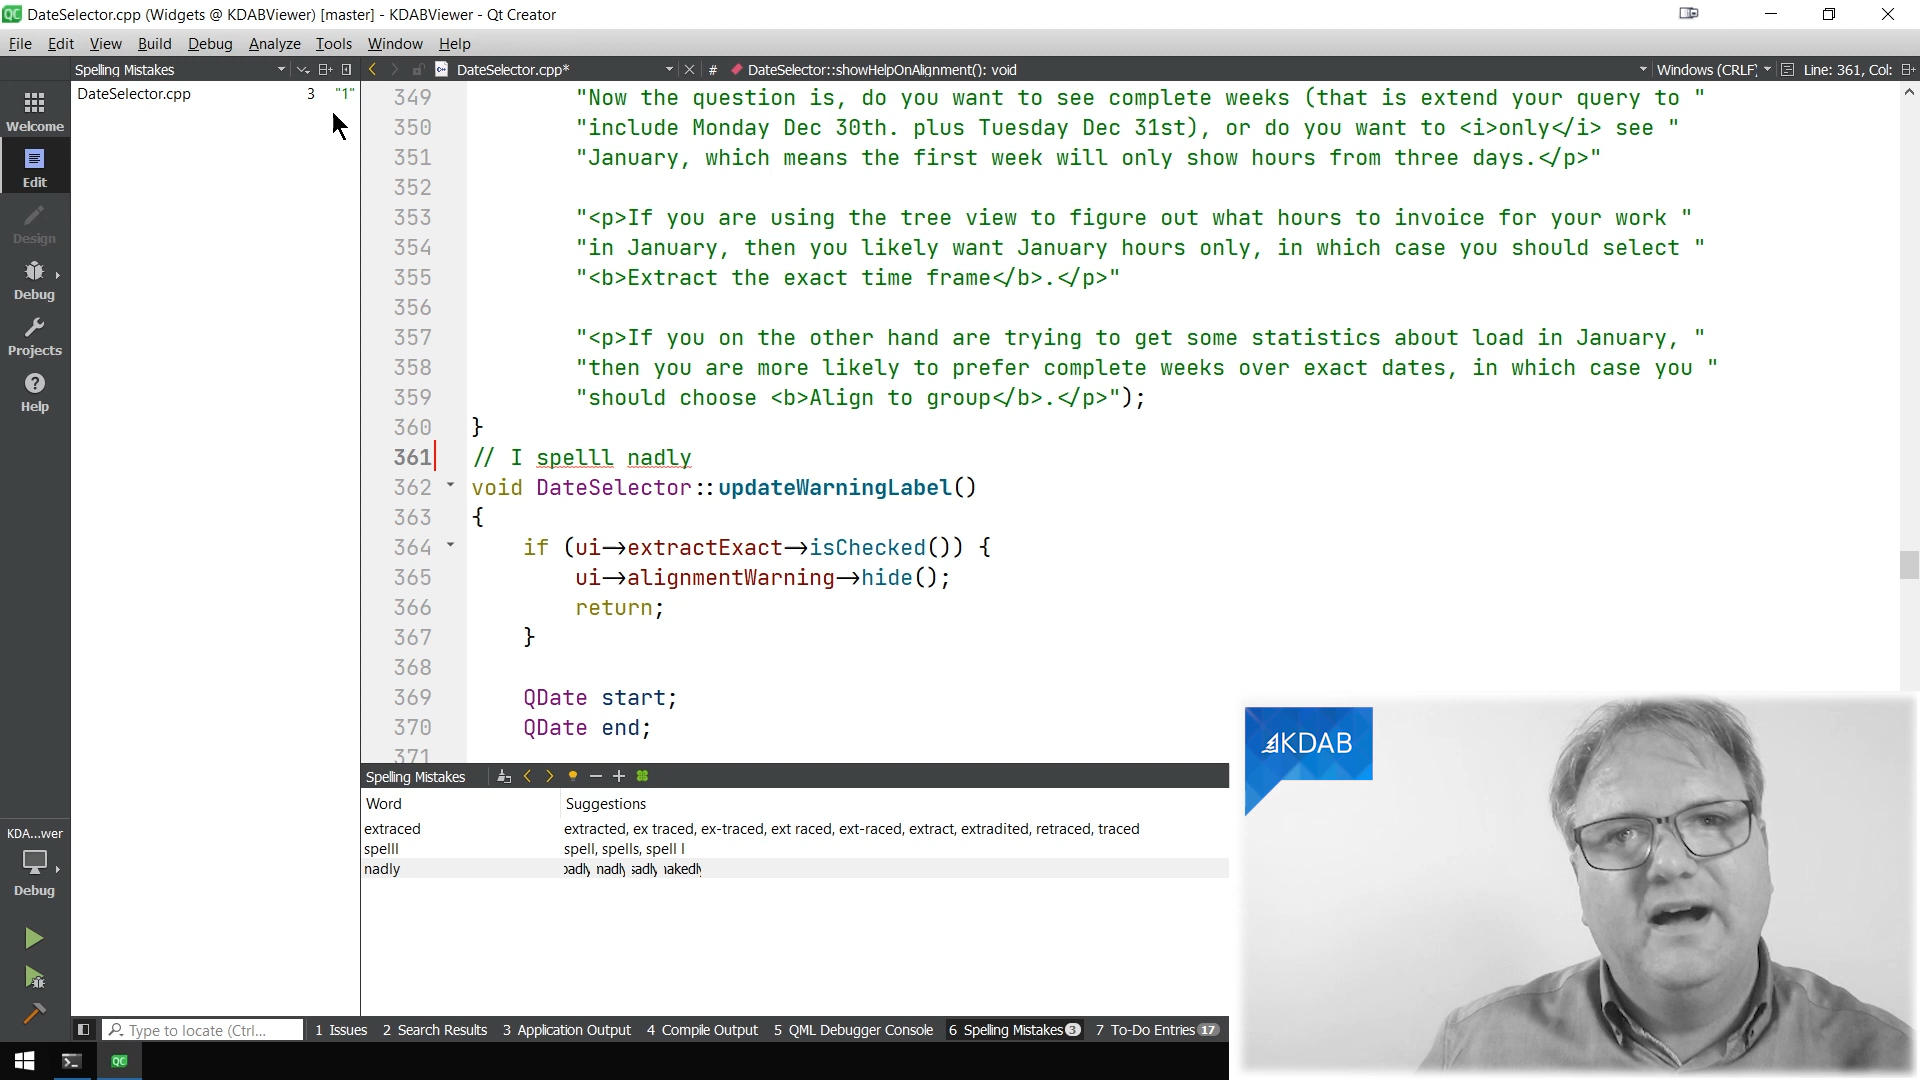 DateSelector.cpp (Widgets @ KDABViewer) [master] - KDABViewer - Qt Creator
File Edit View Build Debug Analyze Tools Window Help
Spelling Mistakes
DateSelector.cpp*
# DateSelector::showHelpOnAlignment(): void
Windows (CRLF)
Line: 361, Col:
DateSelector.cpp 3 "1"
Welcome
Edit
Design
Debug
Projects
Help
349 "Now the question is, do you want to see complete weeks (that is extend your query to "
350 "include Monday Dec 30th. plus Tuesday Dec 31st), or do you want to <i>only</i> see "
351 "January, which means the first week will only show hours from three days.</p>"
352
353 "<p>If you are using the tree view to figure out what hours to invoice for your work "
354 "in January, then you likely want January hours only, in which case you should select "
355 "<b>Extract the exact time frame</b>.</p>"
356
357 "<p>If you on the other hand are trying to get some statistics about load in January, "
358 "then you are more likely to prefer complete weeks over exact dates, in which case you "
359 "should choose <b>Align to group</b>.</p>");
360 }
361 // I spelll nadly
362 void DateSelector::updateWarningLabel()
363 {
364 if (ui->extractExact->isChecked()) {
365 ui->alignmentWarning->hide();
366 return;
367 }
368
369 QDate start;
370 QDate end;
371
Spelling Mistakes
Word Suggestions
extraced extracted, ex traced, ex-traced, ext raced, ext-raced, extract, extradited, retraced, traced
spelll spell, spells, spell l
nadly
KDA...wer
Debug
Type to locate (Ctrl...
1 Issues 2 Search Results 3 Application Output 4 Compile Output 5 QML Debugger Console 6 Spelling Mistakes 3 7 To-Do Entries 17
KDAB